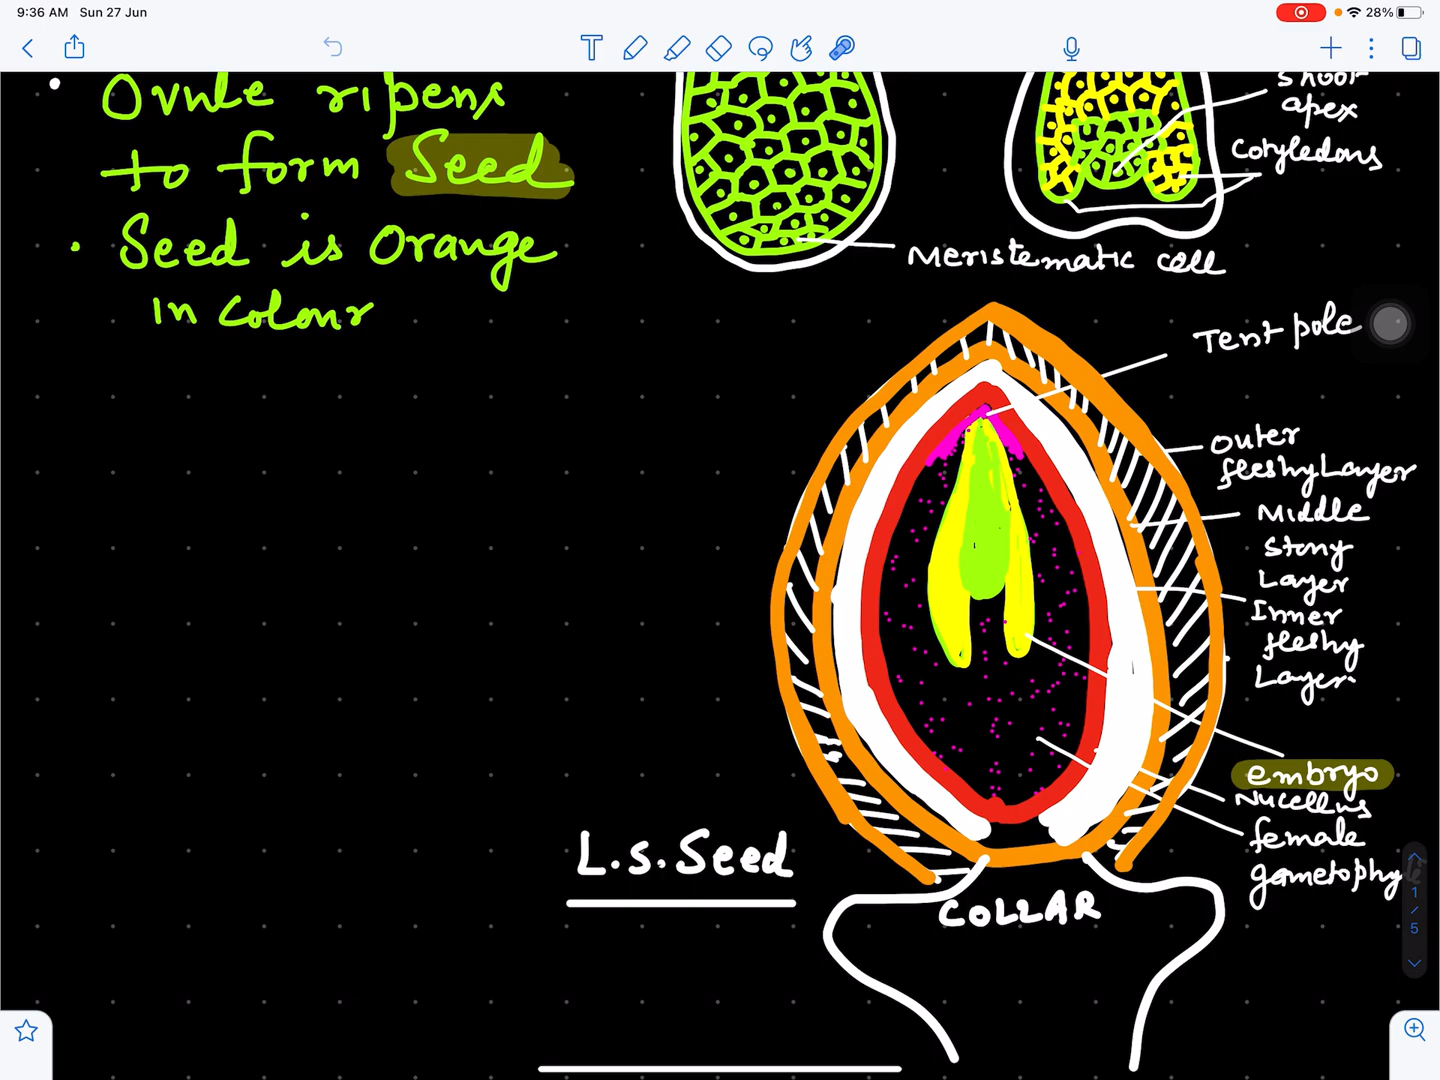 9:36 AM Sun 27 Jun
28%
• Ovule ripens
to form Seed
• Seed is Orange
in colour
apex
Cotyledons
Meristematic cell
Tent pole
Outer
fleshy Layer
Middle
Stony
Layer
Inner
fleshy
Layer
embryo
Nucellus
female
gametophy
L.s. Seed
COLLAR
1
/
5